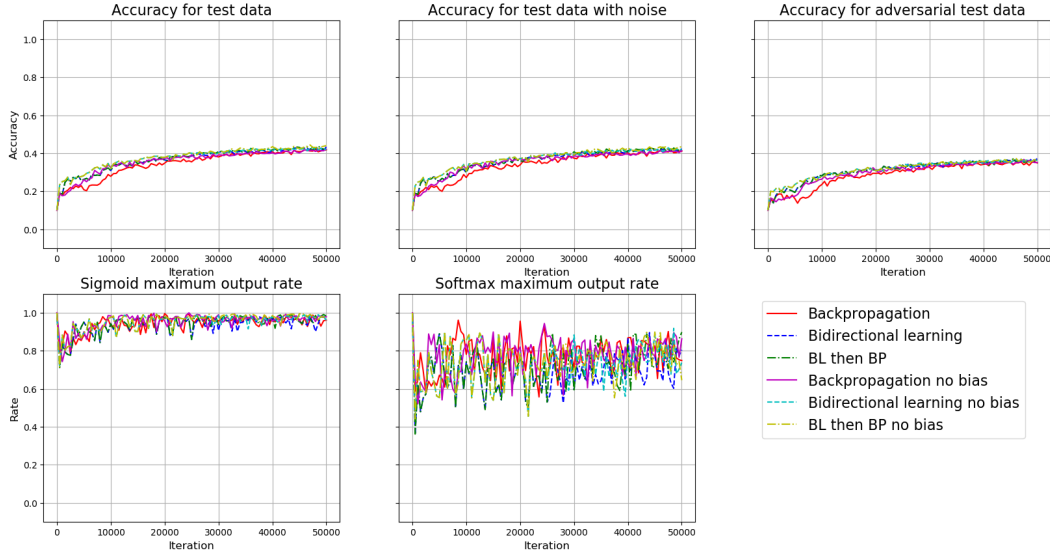 Accuracy for test data
Accuracy for test data with noise
Accuracy for adversarial test data
Accuracy
1.0
0.8
0.6
0.4
0.2
0.0
0 10000 20000 30000 40000 50000
0 10000 20000 30000 40000 50000
0 10000 20000 30000 40000 50000
Iteration
Iteration
Iteration
Sigmoid maximum output rate
Softmax maximum output rate
Rate
1.0
0.8
0.6
0.4
0.2
0.0
0 10000 20000 30000 40000 50000
0 10000 20000 30000 40000 50000
Iteration
Iteration
Backpropagation
Bidirectional learning
BL then BP
Backpropagation no bias
Bidirectional learning no bias
BL then BP no bias